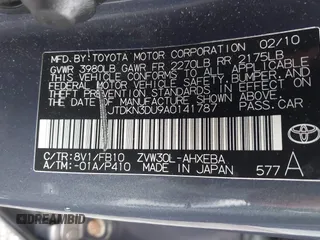 MFD.BY:TOYOTA MOTOR CORPORATION 02/10
GVWR 3980LB GAWR FR 2270LB RR 2175LB
THIS VEHICLE CONFORMS TO ALL APPLICABLE
FEDERAL MOTOR VEHICLE SAFETY, BUMPER, AND
THEFT PREVENTION STANDARDS IN EFFECT ON
THE DATE OF MANUFACTURE SHOWN ABOVE.
JTDKN3DU9A0141787
PASS.CAR
C/TR:8V1/FB10 ZVW30L-AHXEBA
A/TM:-01A/P410 MADE IN JAPAN
577 A
TOYOTA
DREAMBID